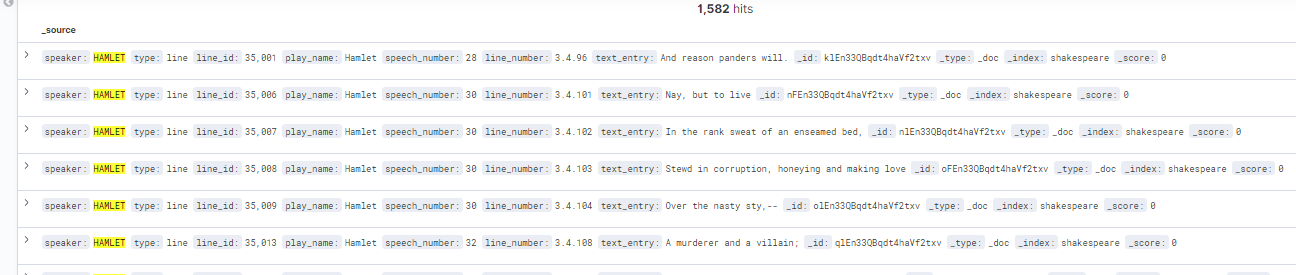 1,582 hits
_source
speaker: HAMLET type: line line_id: 35,001 play_name: Hamlet speech_number: 28 line_number: 3.4.96 text_entry: And reason panders will. _id: klEn33QBqdt4haVf2txv _type: _doc _index: shakespeare _score: 0
speaker: HAMLET type: line line_id: 35,006 play_name: Hamlet speech_number: 30 line_number: 3.4.101 text_entry: Nay, but to live _id: nFEn33QBqdt4haVf2txv _type: _doc _index: shakespeare _score: 0
speaker: HAMLET type: line line_id: 35,007 play_name: Hamlet speech_number: 30 line_number: 3.4.102 text_entry: In the rank sweat of an enseamed bed, _id: nlEn33QBqdt4haVf2txv _type: _doc _index: shakespeare _score: 0
speaker: HAMLET type: line line_id: 35,008 play_name: Hamlet speech_number: 30 line_number: 3.4.103 text_entry: Stewd in corruption, honeying and making love _id: oFEn33QBqdt4haVf2txv _type: _doc _index: shakespeare _score: 0
speaker: HAMLET type: line line_id: 35,009 play_name: Hamlet speech_number: 30 line_number: 3.4.104 text_entry: Over the nasty sty,-- _id: olEn33QBqdt4haVf2txv _type: _doc _index: shakespeare _score: 0
speaker: HAMLET type: line line_id: 35,013 play_name: Hamlet speech_number: 32 line_number: 3.4.108 text_entry: A murderer and a villain; _id: qlEn33QBqdt4haVf2txv _type: _doc _index: shakespeare _score: 0